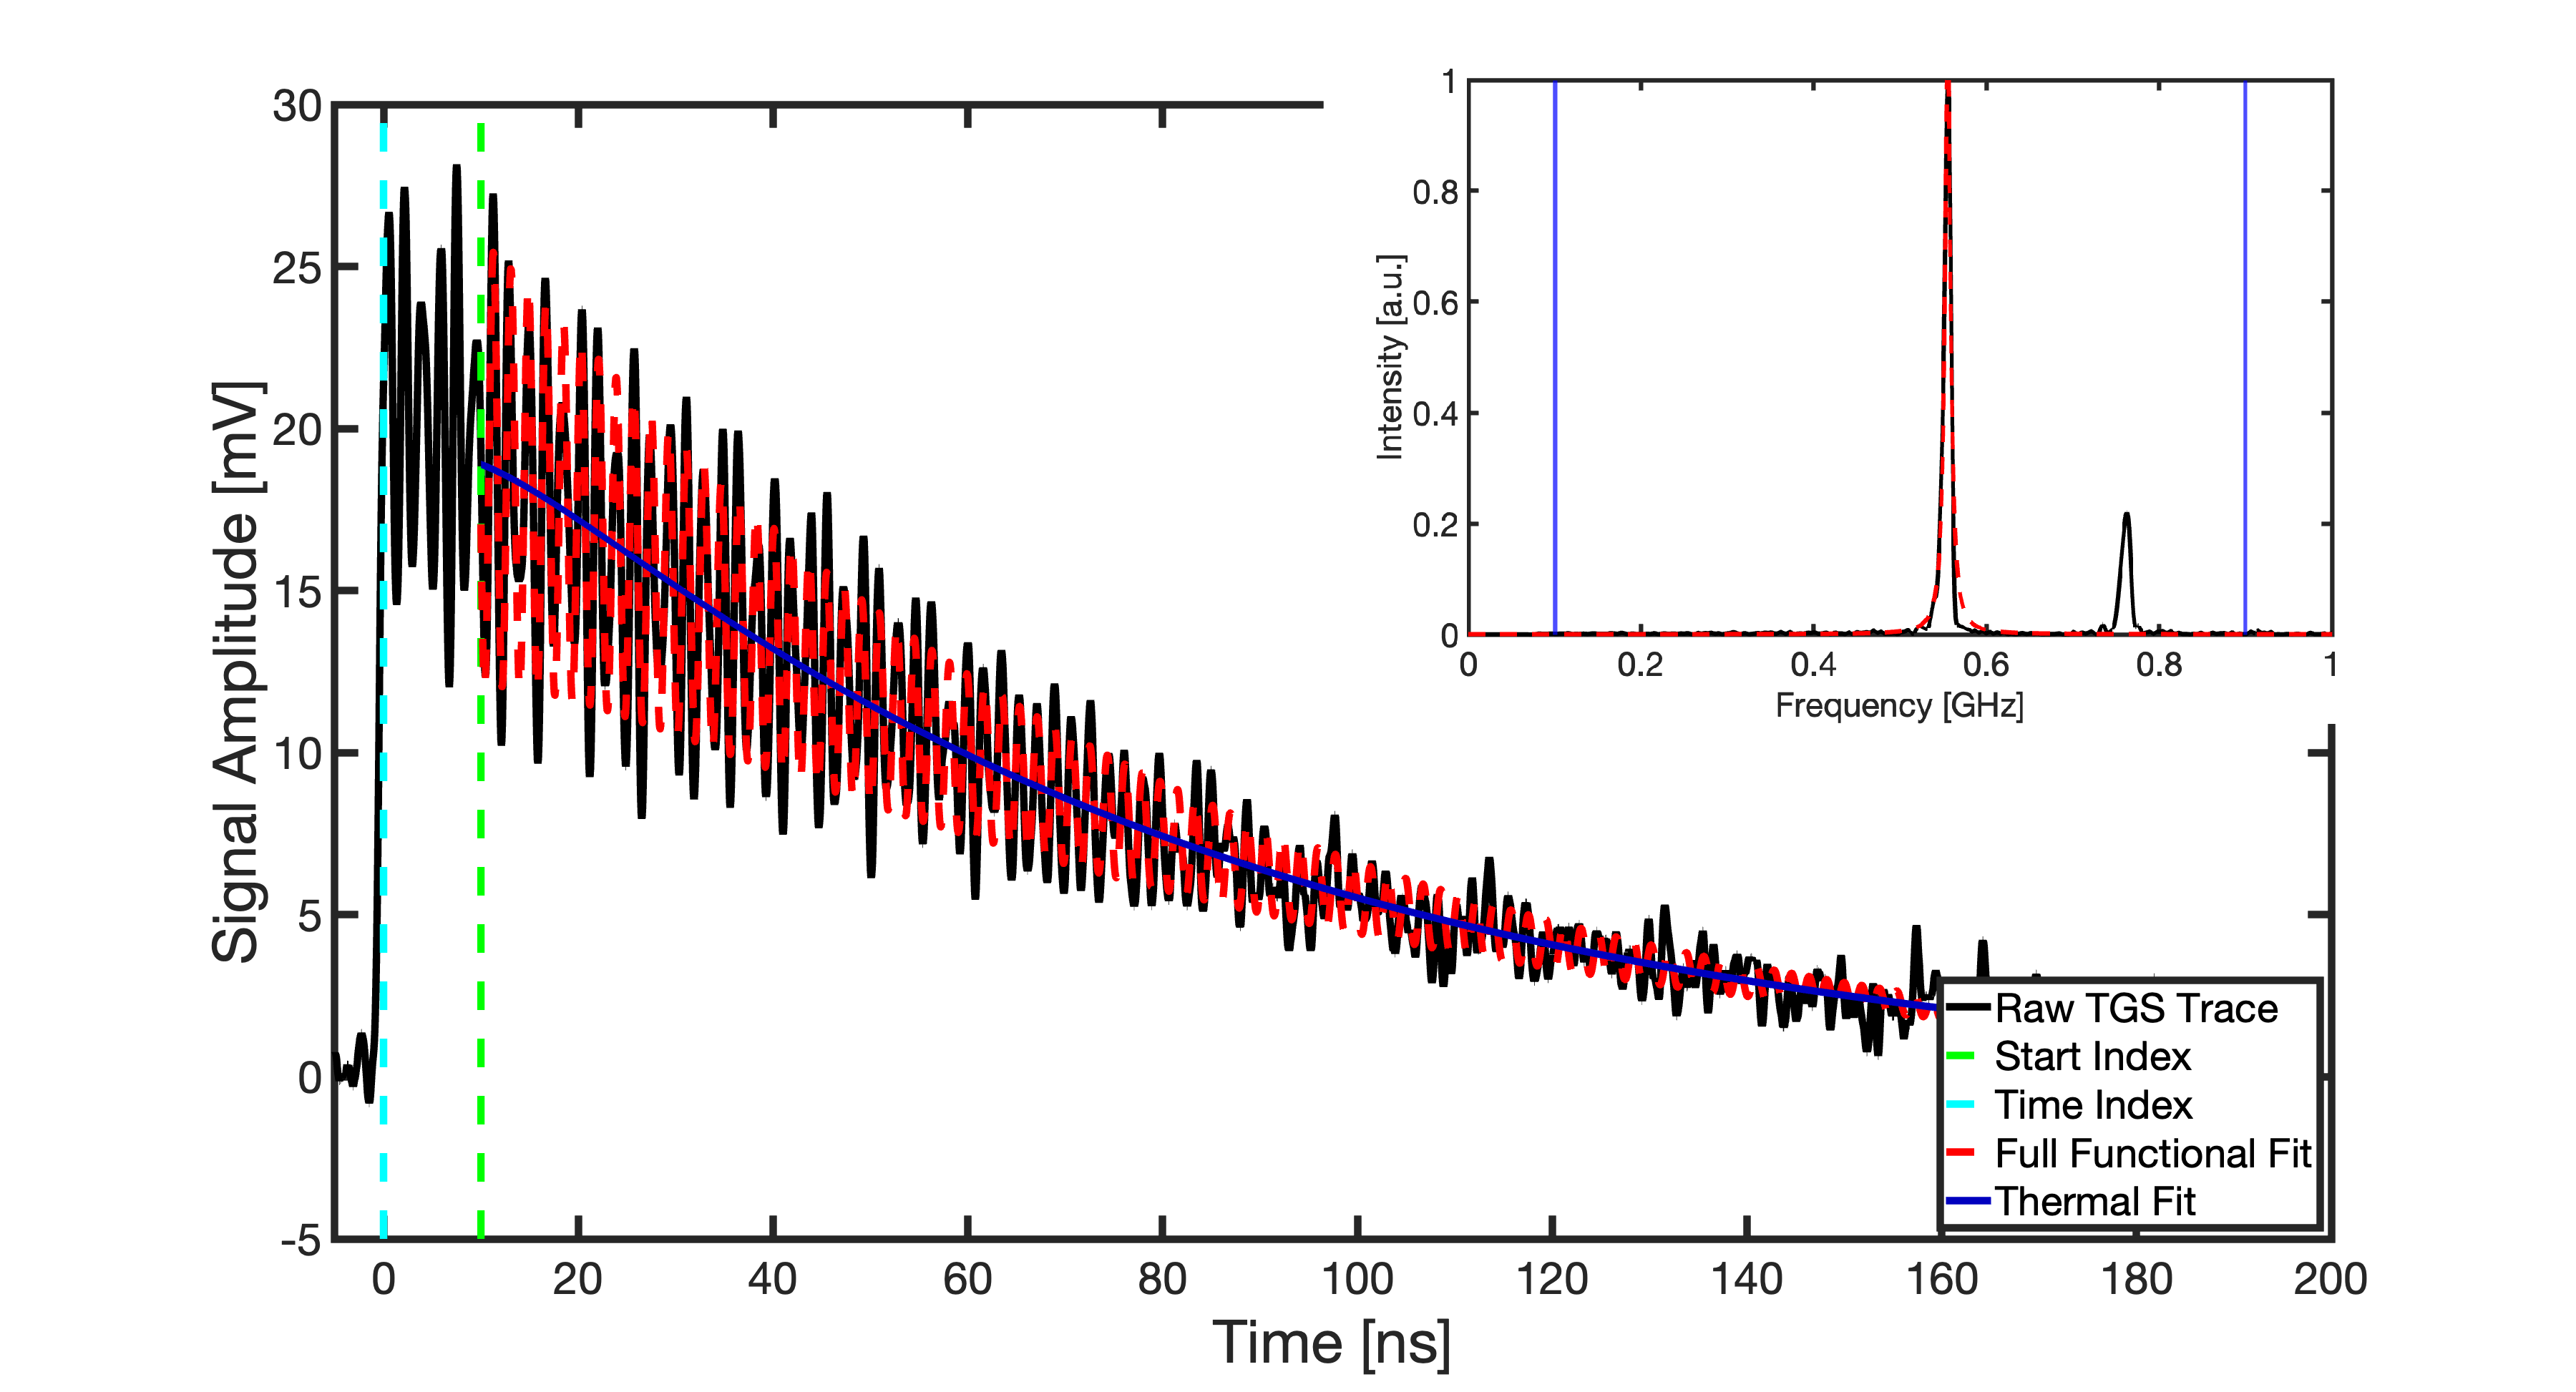 30
25
20
15
10
5
0
-5
Signal Amplitude [mV]
0 20 40 60 80 100 120 140 160 180 200
Time [ns]
1
0.8
0.6
0.4
0.2
0
Intensity [a.u.]
0 0.2 0.4 0.6 0.8 1
Frequency [GHz]
Raw TGS Trace
Start Index
Time Index
Full Functional Fit
Thermal Fit